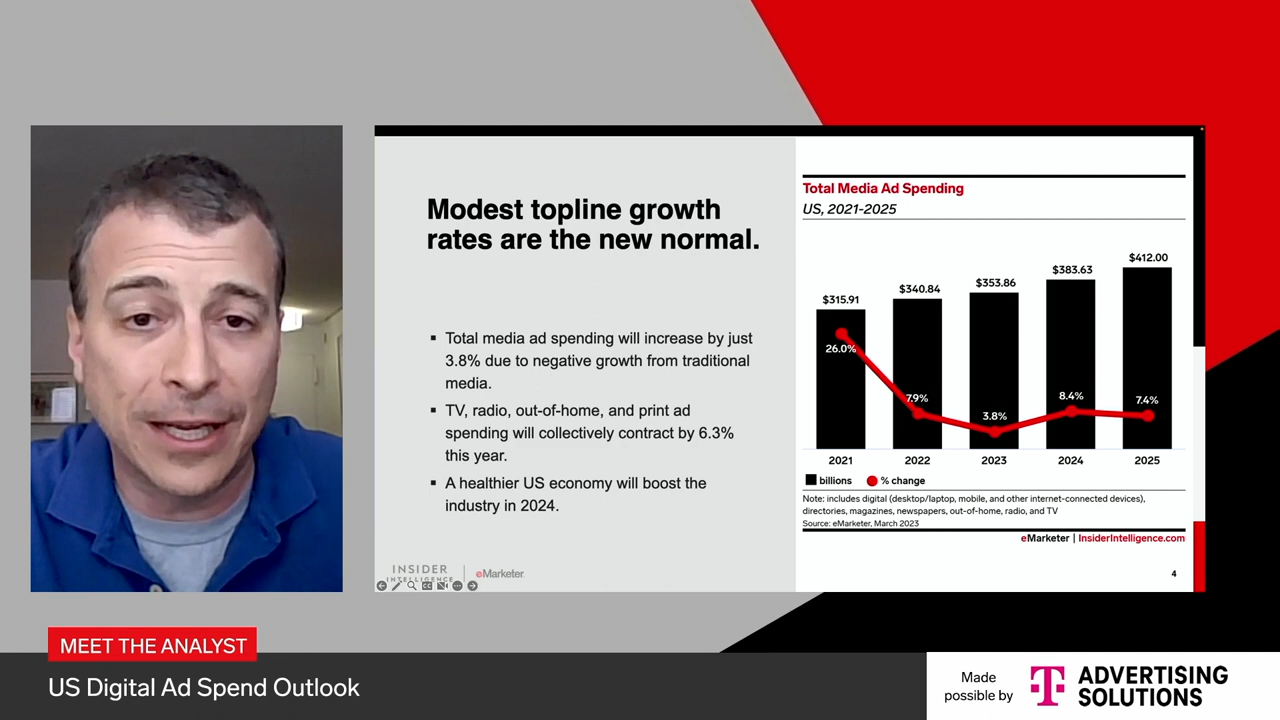 Modest topline growth
rates are the new normal.
▪ Total media ad spending will increase by just
3.8% due to negative growth from traditional
media.
▪ TV, radio, out-of-home, and print ad
spending will collectively contract by 6.3%
this year.
▪ A healthier US economy will boost the
industry in 2024.
INSIDER
INTELLIGENCE
eMarketer
Total Media Ad Spending
US, 2021-2025
$315.91 $340.84 $353.86 $383.63 $412.00
26.0% 7.9% 3.8% 8.4% 7.4%
2021 2022 2023 2024 2025
billions % change
Note: includes digital (desktop/laptop, mobile, and other internet-connected devices),
directories, magazines, newspapers, out-of-home, radio, and TV
Source: eMarketer, March 2023
eMarketer | InsiderIntelligence.com
4
MEET THE ANALYST
US Digital Ad Spend Outlook
Made
possible by
T
ADVERTISING
SOLUTIONS